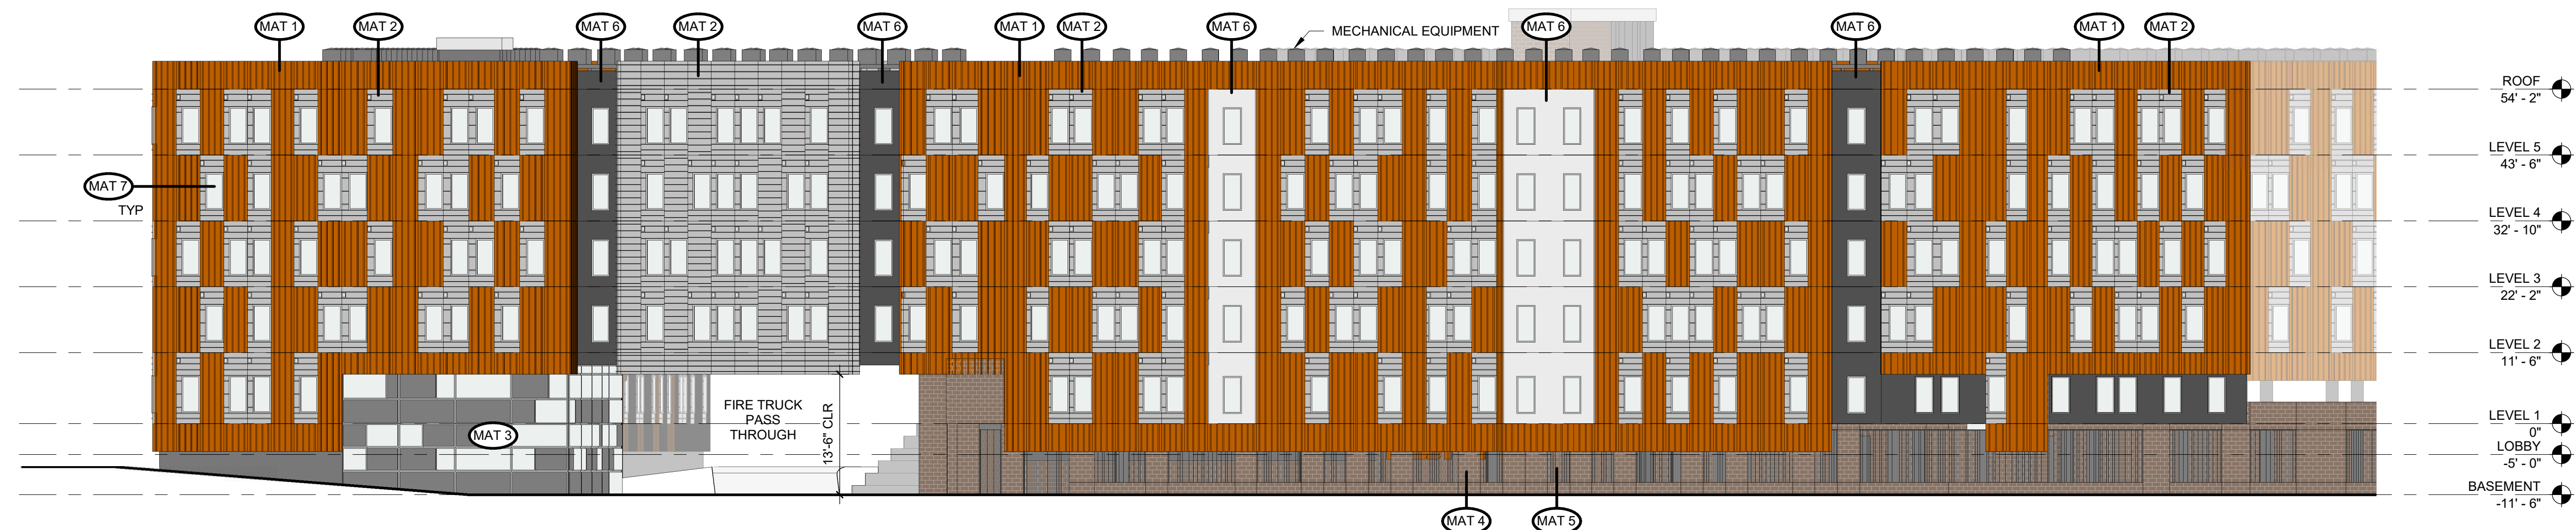 MAT 1
MAT 2
MAT 6
MAT 2
MAT 6
MAT 1
MAT 2
MAT 6
MECHANICAL EQUIPMENT
MAT 6
MAT 6
MAT 1
MAT 2
ROOF
54' - 2"
LEVEL 5
43' - 6"
MAT 7
TYP
LEVEL 4
32' - 10"
LEVEL 3
22' - 2"
LEVEL 2
11' - 6"
FIRE TRUCK
PASS
THROUGH
13'-6" CLR
MAT 3
LEVEL 1
0"
LOBBY
-5' - 0"
BASEMENT
-11' - 6"
MAT 4
MAT 5